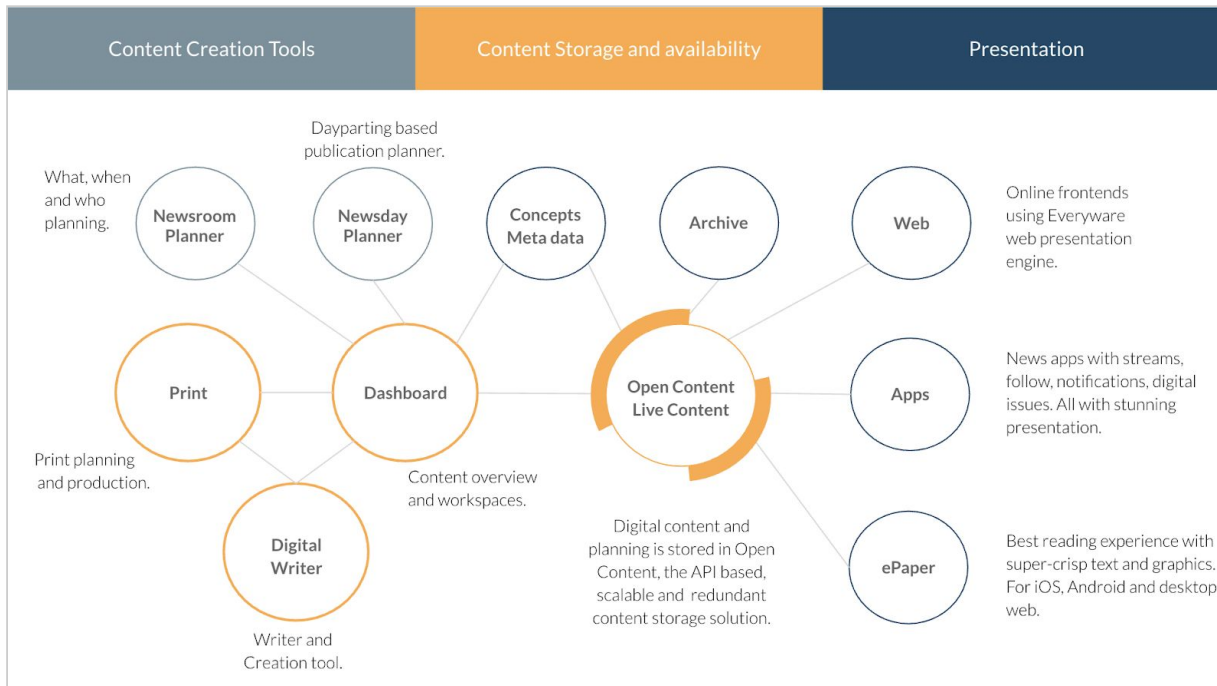 Content Creation Tools
Content Storage and availability
Presentation
What, when
and who
planning.
Newsroom
Planner
Dayparting based
publication planner.
Newsday
Planner
Concepts
Meta data
Archive
Web
Online frontends
using Everyware
web presentation
engine.
Print
Print planning
and production.
Dashboard
Content overview
and workspaces.
Open Content
Live Content
Apps
News apps with streams,
follow, notifications, digital
issues. All with stunning
presentation.
Digital
Writer
Writer and
Creation tool.
Digital content and
planning is stored in Open
Content, the API based,
scalable and redundant
content storage solution.
ePaper
Best reading experience with
super-crisp text and graphics.
For iOS, Android and desktop
web.